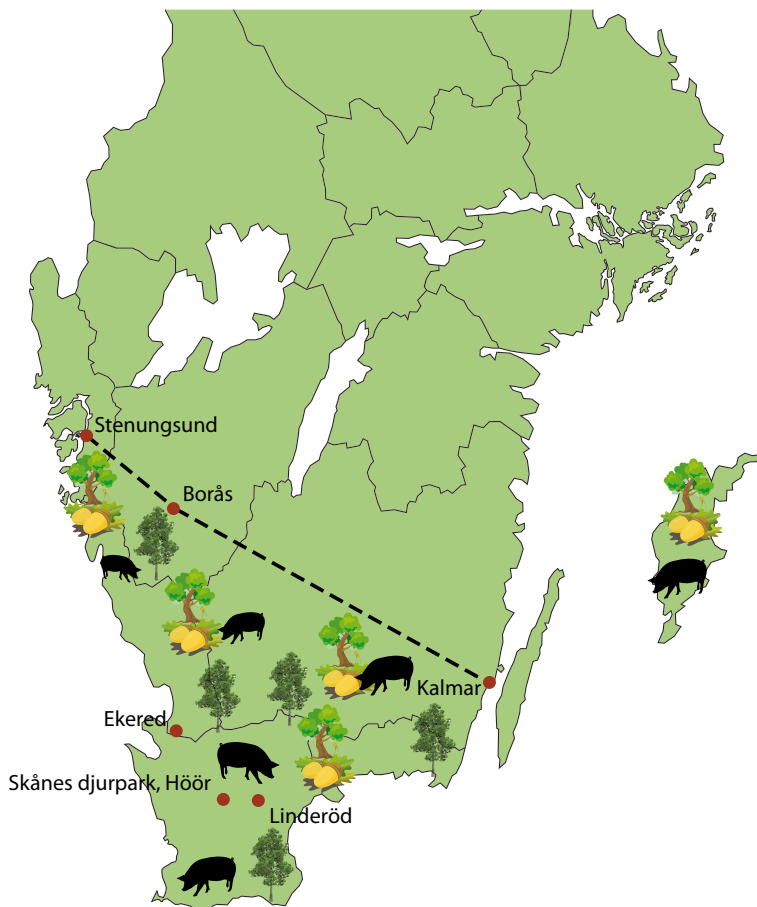 Stenungsund
Borås
Kalmar
Ekered
Skånes djurpark, Höör
Linderöd